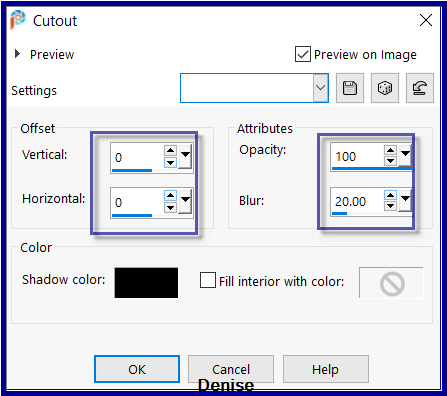 Cutout
Preview
Preview on Image
Settings
Offset
Attributes
Vertical:
0
Opacity:
100
Horizontal:
0
Blur:
20.00
Color
Shadow color:
Fill interior with color:
OK
Cancel
Help
Denise